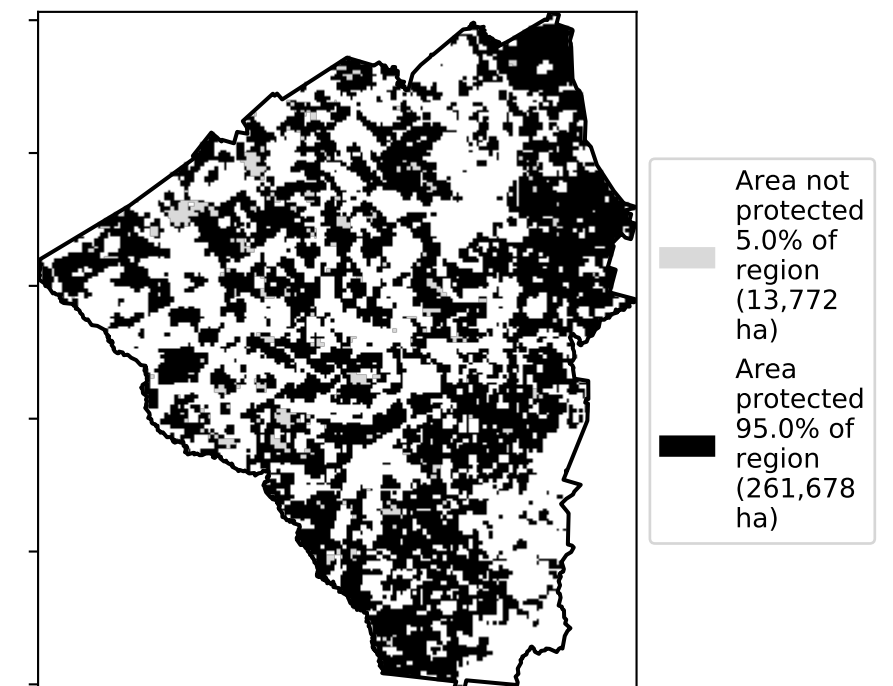 Area not
protected
5.0% of
region
(13,772
ha)
Area
protected
95.0% of
region
(261,678
ha)